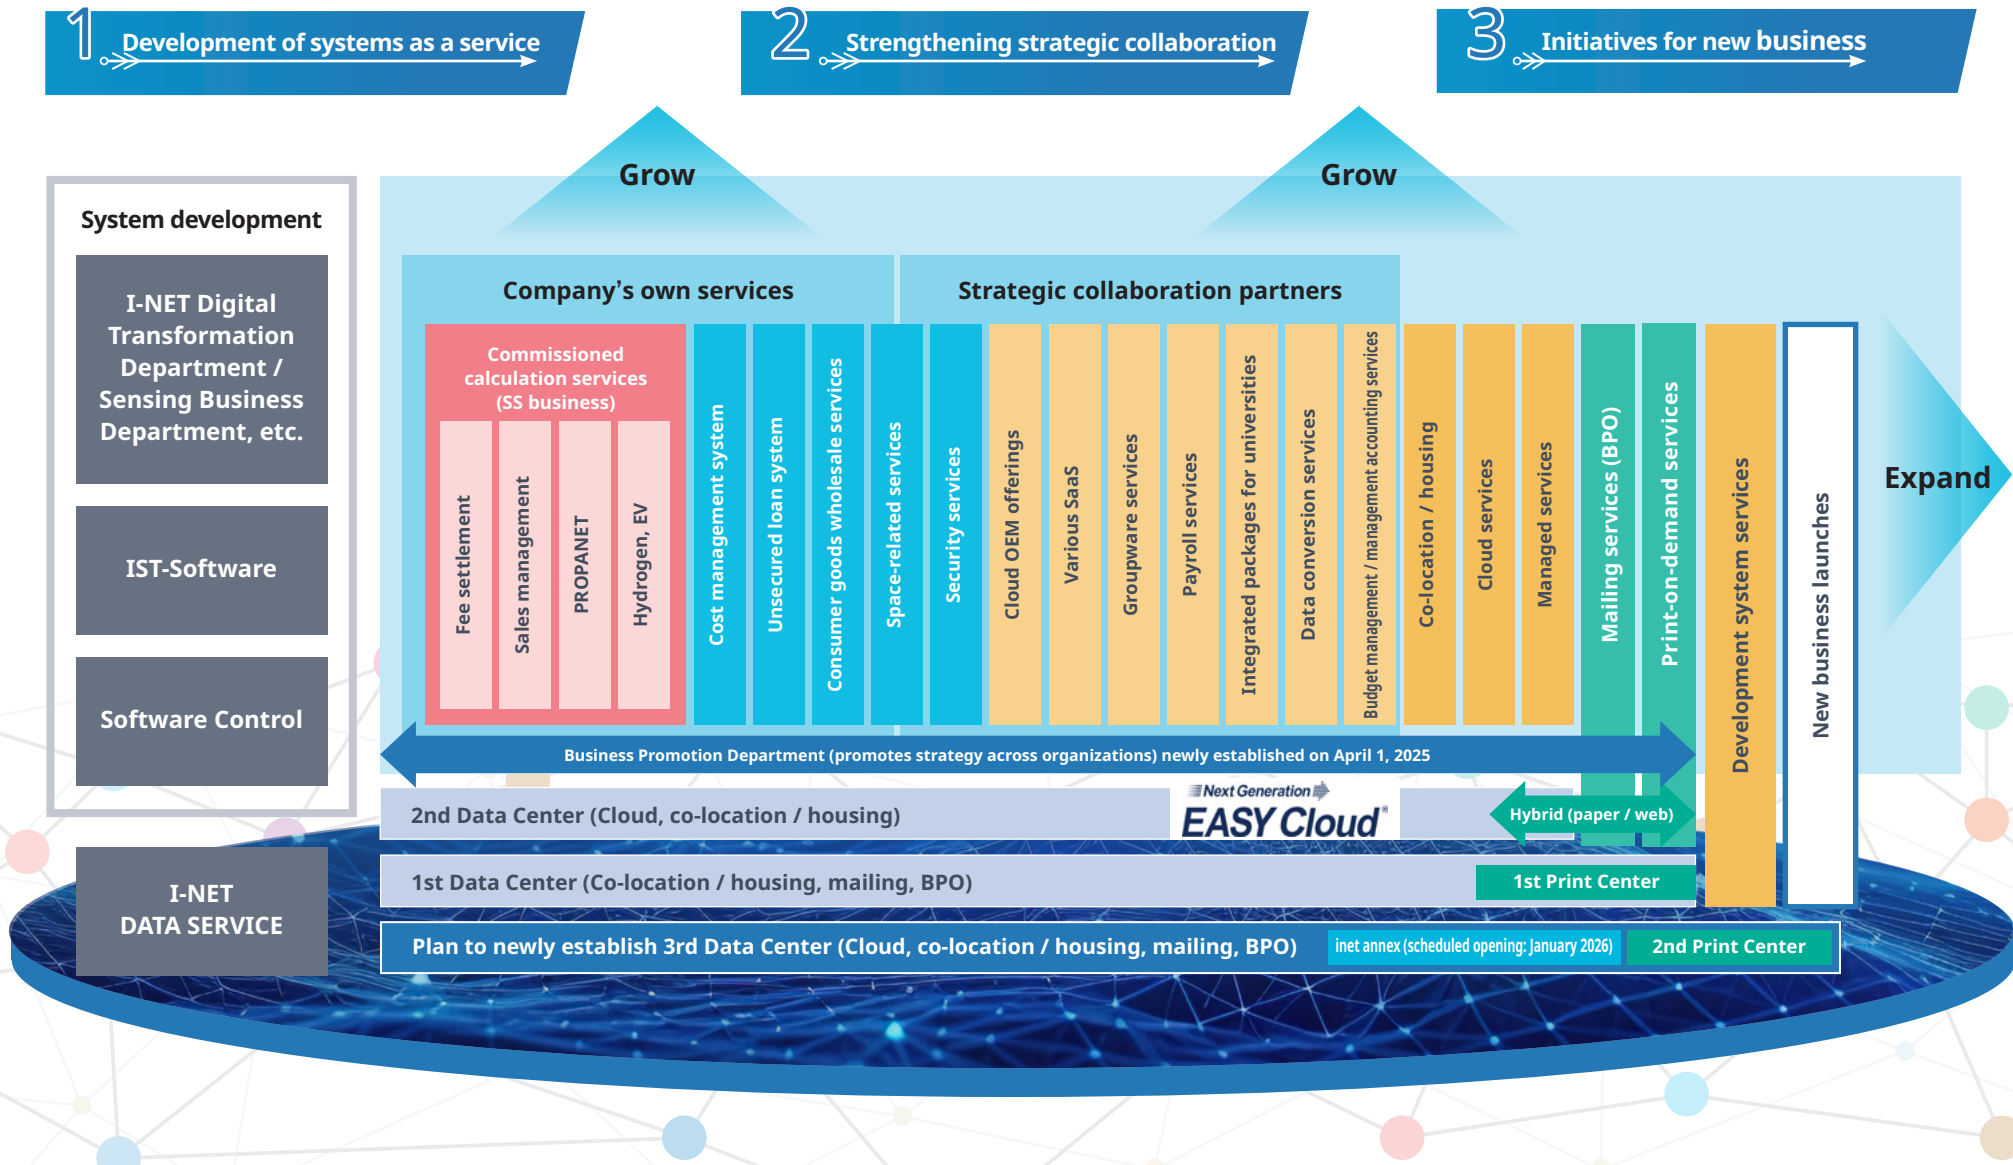 1 Development of systems as a service
2 Strengthening strategic collaboration
3 Initiatives for new business
Grow
Grow
System development
I-NET Digital
Transformation
Department /
Sensing Business
Department, etc.
IST-Software
Software Control
I-NET
DATA SERVICE
Company's own services
Strategic collaboration partners
Commissioned
calculation services
(SS business)
Fee settlement
Sales management
PROPANET
Hydrogen, EV
Cost management system
Unsecured loan system
Consumer goods wholesale services
Space-related services
Security services
Cloud OEM offerings
Various SaaS
Groupware services
Payroll services
Integrated packages for universities
Data conversion services
Budget management / management accounting services
Co-location / housing
Cloud services
Managed services
Mailing services (BPO)
Print-on-demand services
Development system services
New business launches
Expand
Business Promotion Department (promotes strategy across organizations) newly established on April 1, 2025
2nd Data Center (Cloud, co-location / housing)
Next Generation
EASY Cloud®
Hybrid (paper / web)
1st Data Center (Co-location / housing, mailing, BPO)
1st Print Center
Plan to newly establish 3rd Data Center (Cloud, co-location / housing, mailing, BPO)
inet annex (scheduled opening: January 2026)
2nd Print Center